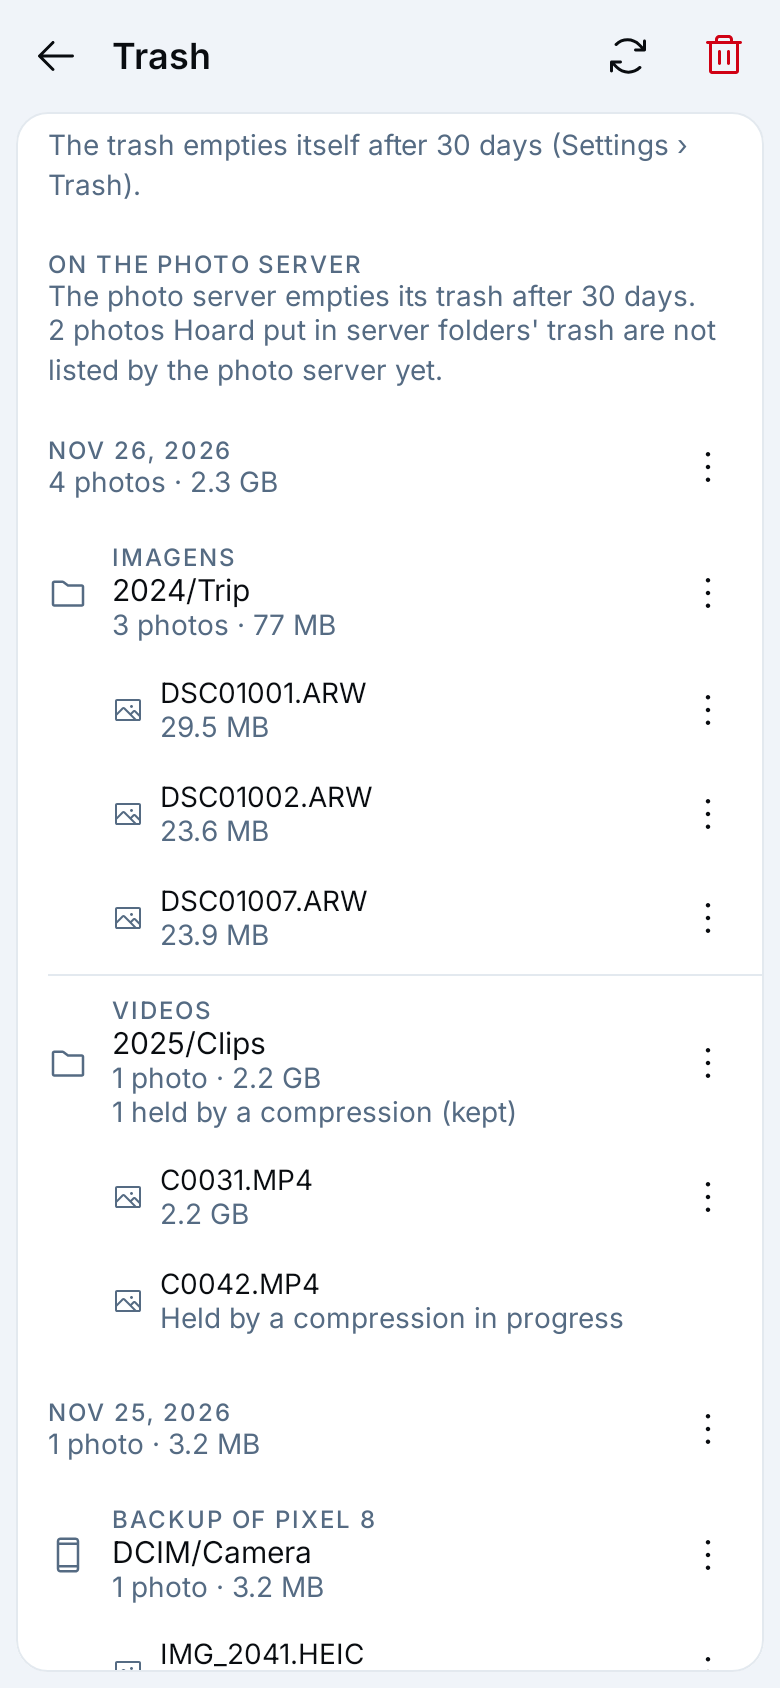 Trash
The trash empties itself after 30 days (Settings ›
Trash).
ON THE PHOTO SERVER
The photo server empties its trash after 30 days.
2 photos Hoard put in server folders' trash are not
listed by the photo server yet.
NOV 26, 2026
4 photos · 2.3 GB
IMAGENS
2024/Trip
3 photos · 77 MB
DSC01001.ARW
29.5 MB
DSC01002.ARW
23.6 MB
DSC01007.ARW
23.9 MB
VIDEOS
2025/Clips
1 photo · 2.2 GB
1 held by a compression (kept)
C0031.MP4
2.2 GB
C0042.MP4
Held by a compression in progress
NOV 25, 2026
1 photo · 3.2 MB
BACKUP OF PIXEL 8
DCIM/Camera
1 photo · 3.2 MB
IMG_2041.HEIC